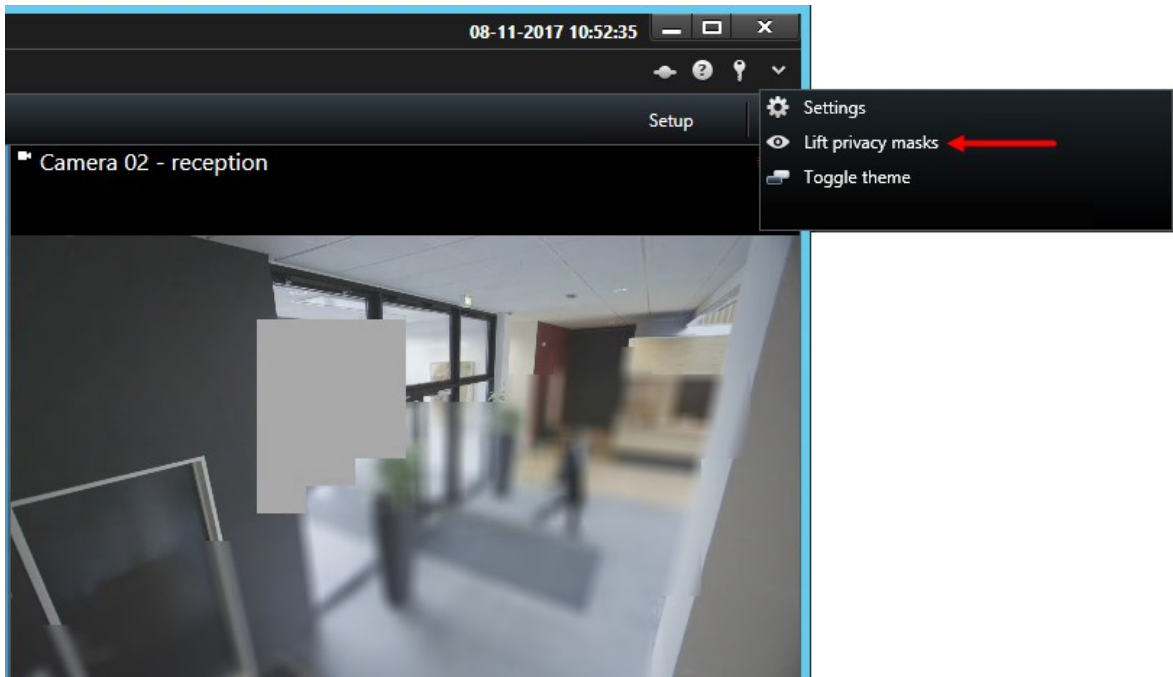 08-11-2017 10:52:35
Setup
Settings
Lift privacy masks
Toggle theme
Camera 02 - reception